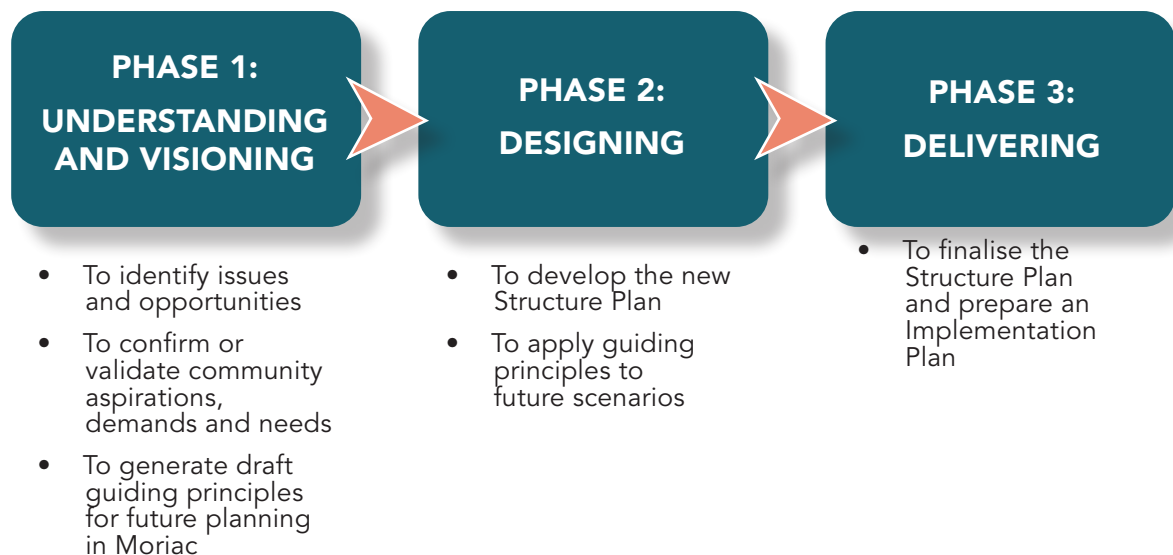 PHASE 1:
UNDERSTANDING
AND VISIONING
• To identify issues
and opportunities
• To confirm or
validate community
aspirations,
demands and needs
• To generate draft
guiding principles
for future planning
in Moriac
PHASE 2:
DESIGNING
• To develop the new
Structure Plan
• To apply guiding
principles to
future scenarios
PHASE 3:
DELIVERING
• To finalise the
Structure Plan
and prepare an
Implementation
Plan